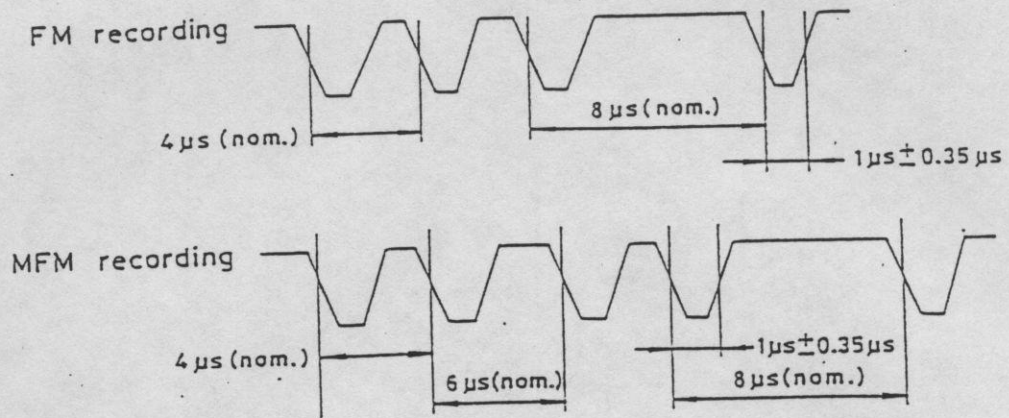 FM recording
4 µs (nom.)
8 µs (nom.)
1 µs ± 0.35 µs
MFM recording
4 µs (nom.)
6 µs (nom.)
1 µs ± 0.35 µs
8 µs (nom.)